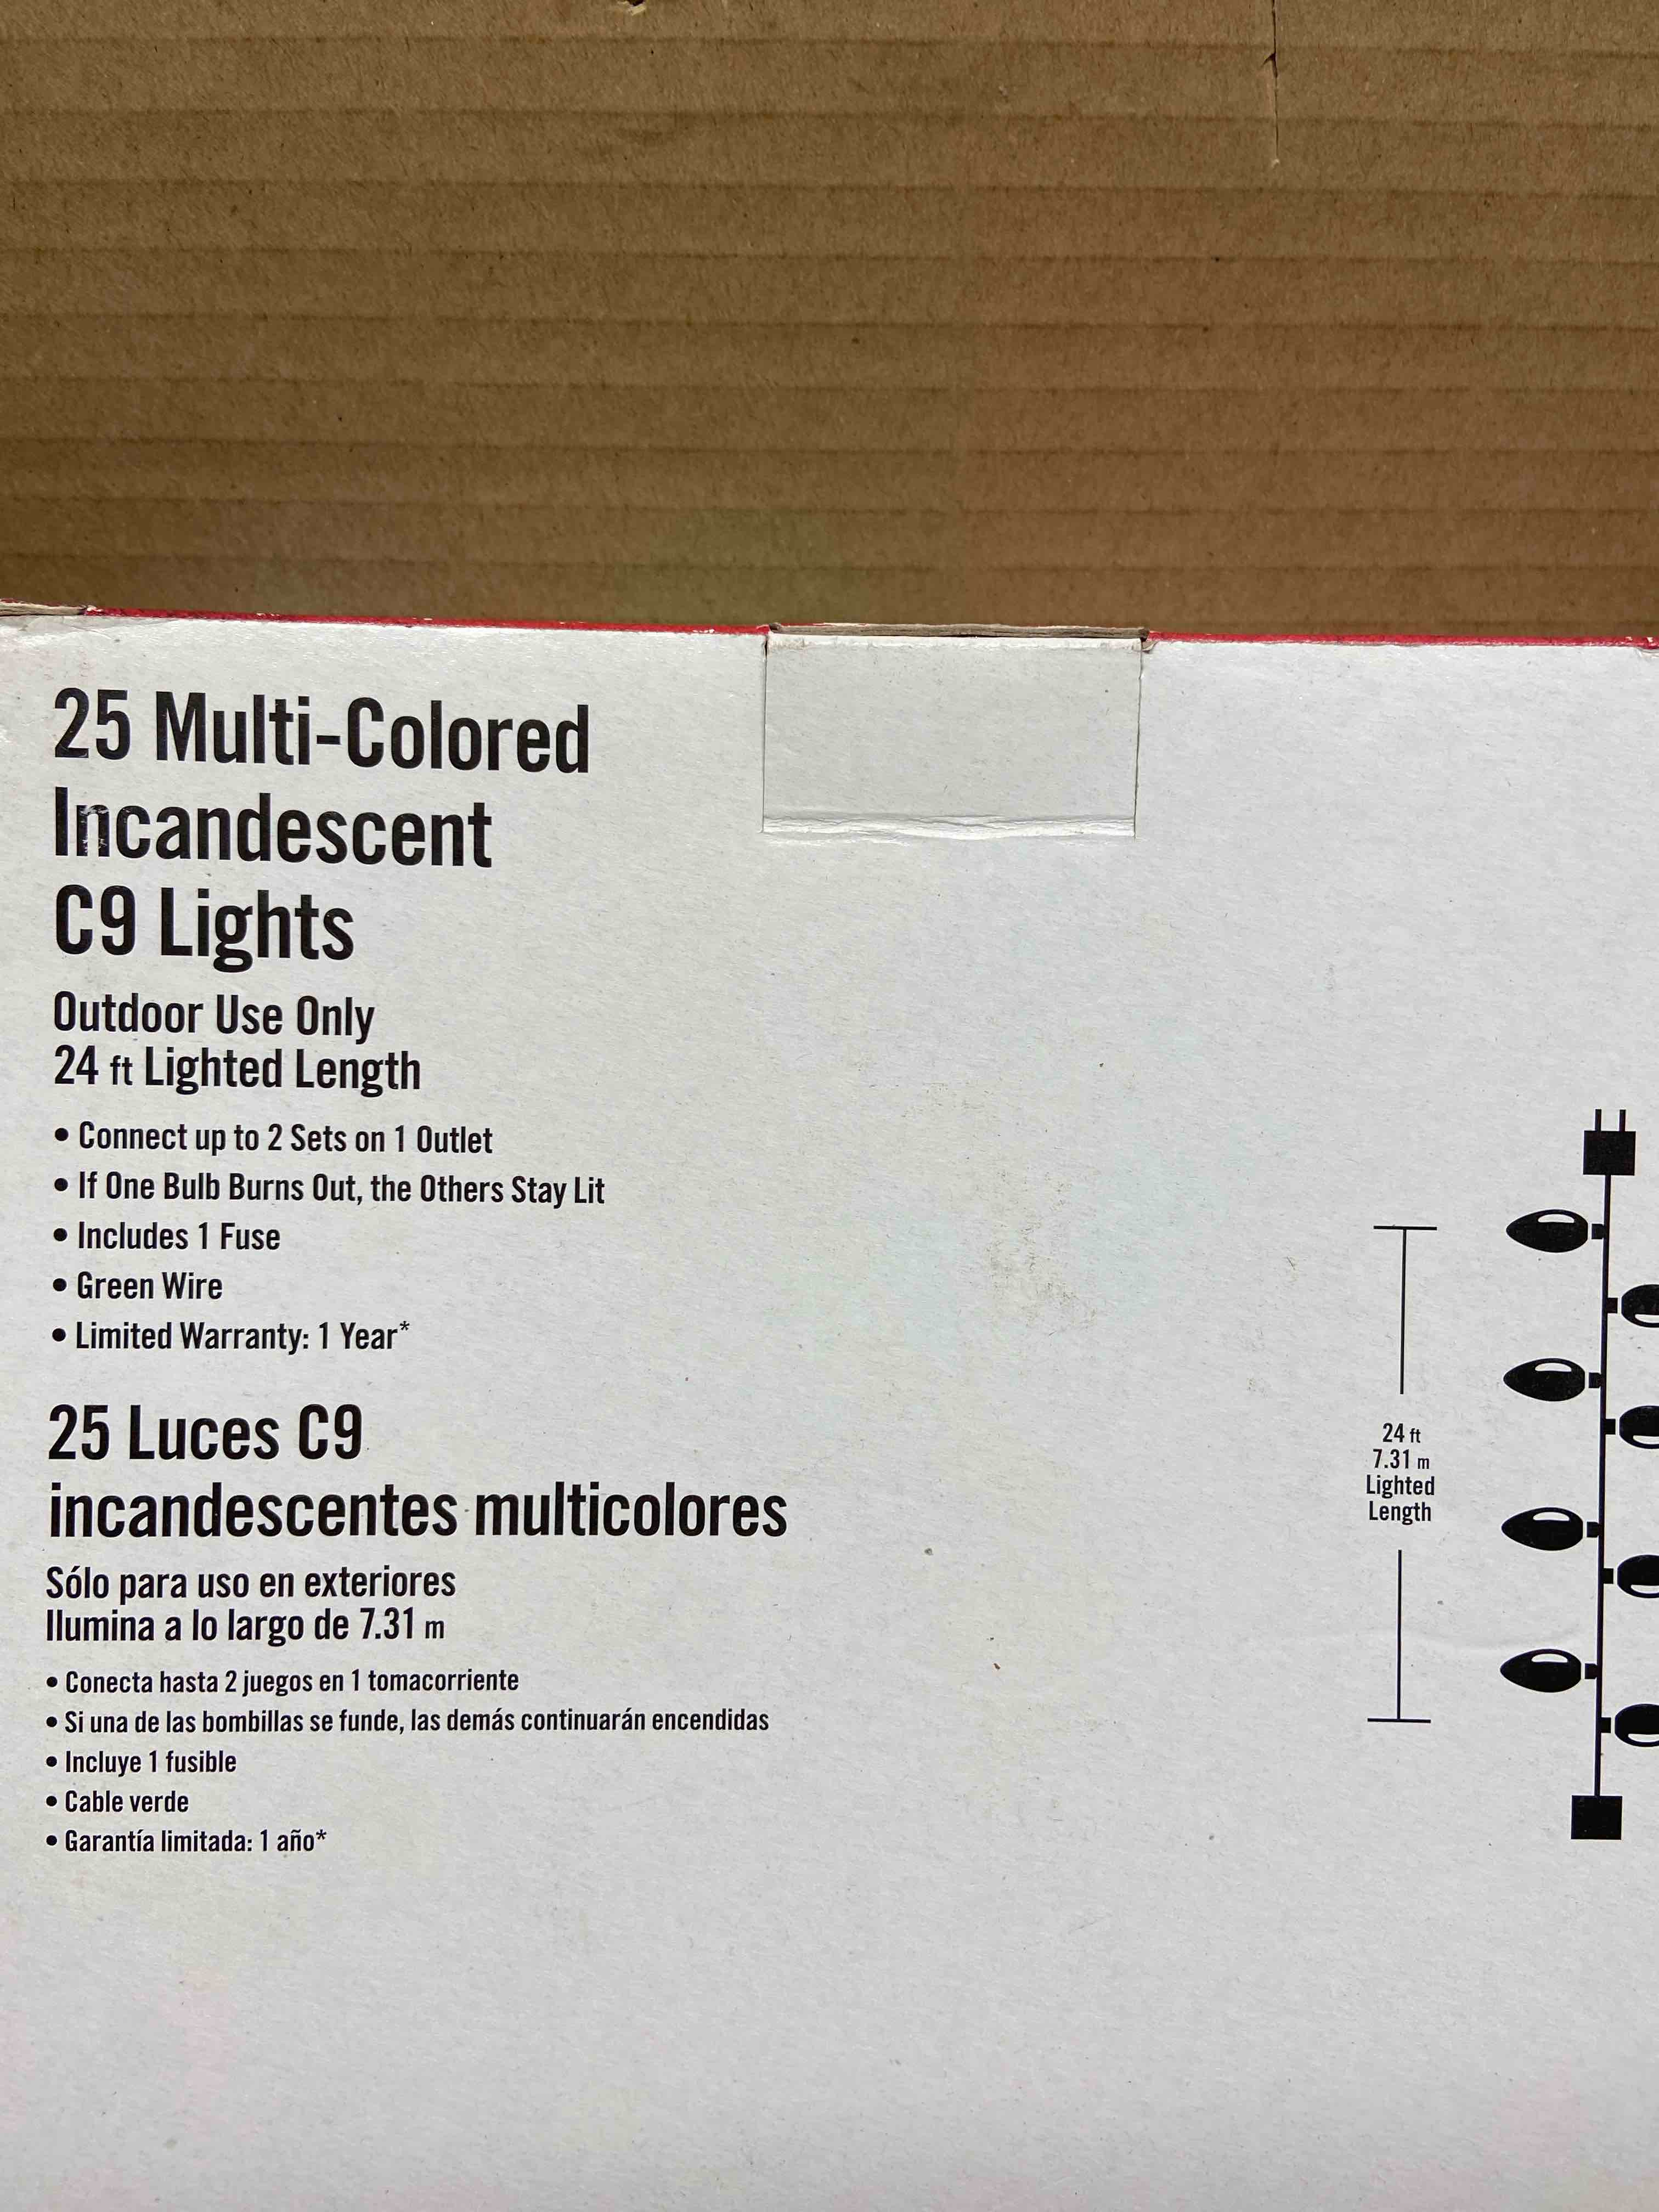 25 Multi-Colored
Incandescent
C9 Lights
Outdoor Use Only
24 ft Lighted Length
• Connect up to 2 Sets on 1 Outlet
• If One Bulb Burns Out, the Others Stay Lit
• Includes 1 Fuse
• Green Wire
• Limited Warranty: 1 Year*
25 Luces C9
incandescentes multicolores
Sólo para uso en exteriores
Ilumina a lo largo de 7.31 m
• Conecta hasta 2 juegos en 1 tomacorriente
• Si una de las bombillas se funde, las demás continuarán encendidas
• Incluye 1 fusible
• Cable verde
• Garantía limitada: 1 año*
24 ft
7.31 m
Lighted
Length